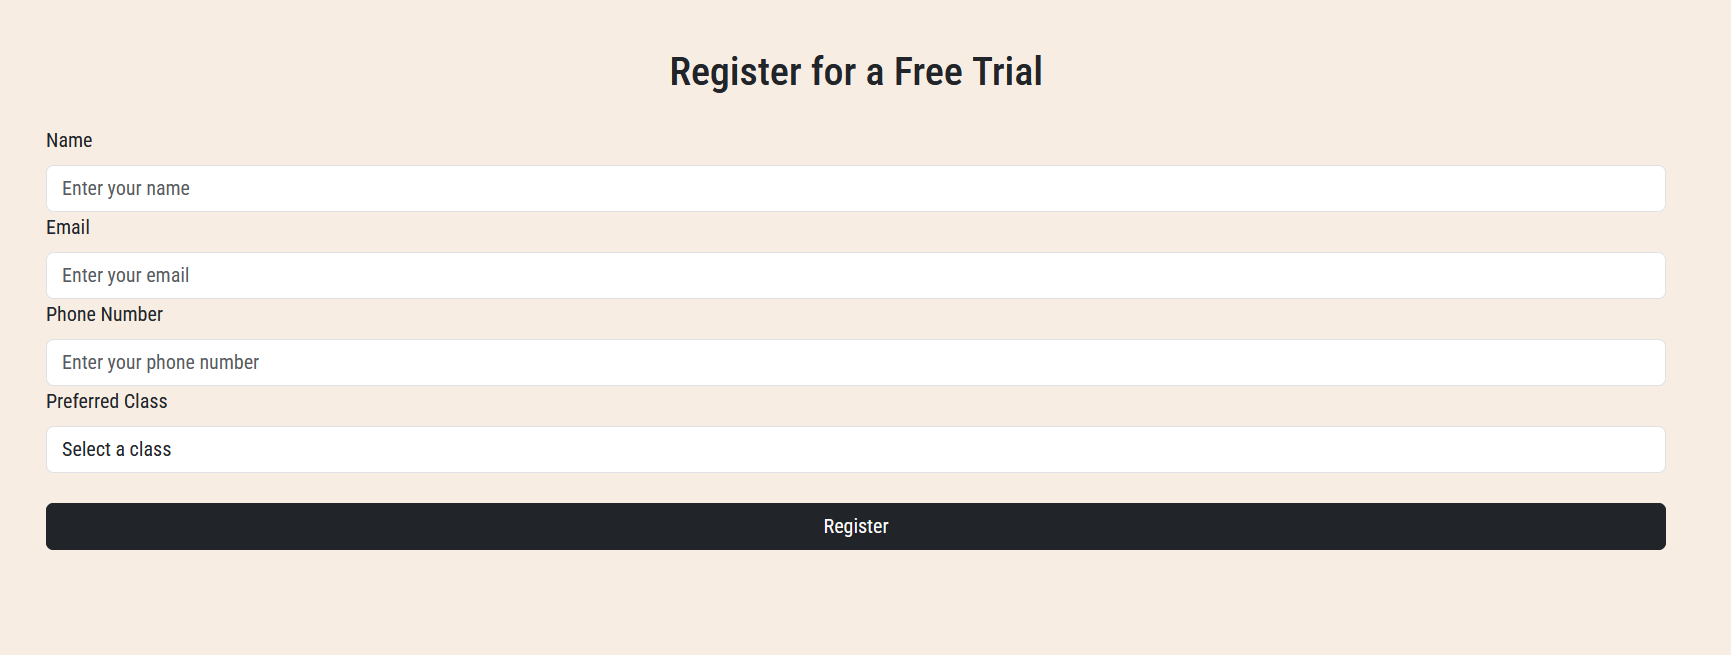 Register for a Free Trial
Name
Enter your name
Email
Enter your email
Phone Number
Enter your phone number
Preferred Class
Select a class
Register